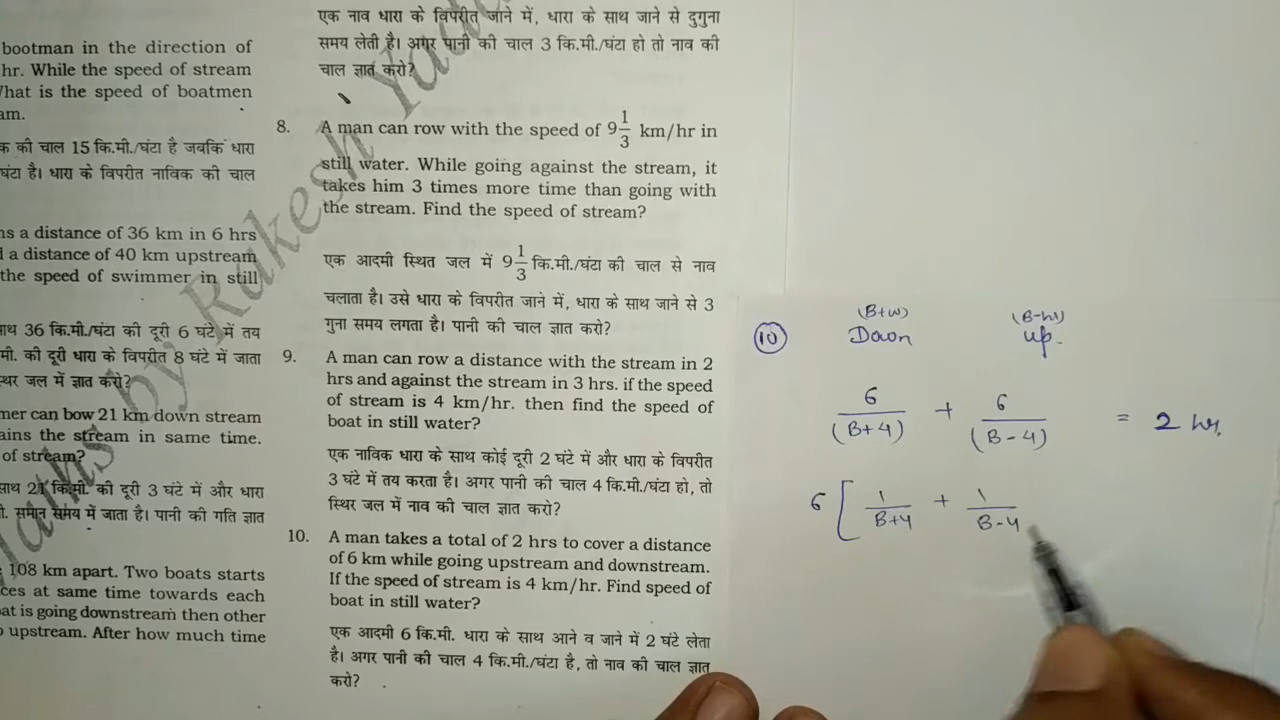 bootman in the direction of
hr. While the speed of stream
What is the speed of boatmen
am.
क की चाल 15 कि.मी./घंटा है जबकि धारा
घंटा है। धारा के विपरीत नाविक की चाल
ns a distance of 36 km in 6 hrs
d a distance of 40 km upstream
the speed of swimmer in still
साथ 36 कि.मी./घंटा की दूरी 6 घंटे में तय
मी. की दूरी धारा के विपरीत 8 घंटे में जाता
स्थिर जल में ज्ञात करो?
mer can bow 21 km down stream
ains the stream in same time.
of stream?
साथ 21 कि.मी. की दूरी 3 घंटे में और धारा
मी. समान समय में जाता है। पानी की गति ज्ञात
108 km apart. Two boats starts
ces at same time towards each
oat is going downstream then other
o upstream. After how much time
एक नाव धारा के विपरीत जाने में, धारा के साथ जाने से दुगुना
समय लेती है। अगर पानी की चाल 3 कि.मी./घंटा हो तो नाव की
चाल ज्ञात करो?
8. A man can row with the speed of 9 1/3 km/hr in
still water. While going against the stream, it
takes him 3 times more time than going with
the stream. Find the speed of stream?
एक आदमी स्थित जल में 9 1/3 कि.मी./घंटा की चाल से नाव
चलाता है। उसे धारा के विपरीत जाने में, धारा के साथ जाने से 3
गुना समय लगता है। पानी की चाल ज्ञात करो?
9. A man can row a distance with the stream in 2
hrs and against the stream in 3 hrs. if the speed
of stream is 4 km/hr. then find the speed of
boat in still water?
एक नाविक धारा के साथ कोई दूरी 2 घंटे में और धारा के विपरीत
3 घंटे में तय करता है। अगर पानी की चाल 4 कि.मी./घंटा हो, तो
स्थिर जल में नाव की चाल ज्ञात करो?
10. A man takes a total of 2 hrs to cover a distance
of 6 km while going upstream and downstream.
If the speed of stream is 4 km/hr. Find speed of
boat in still water?
एक आदमी 6 कि.मी. धारा के साथ आने व जाने में 2 घंटे लेता
है। अगर पानी की चाल 4 कि.मी./घंटा है, तो नाव की चाल ज्ञात
करो?
Maths by Rakesh Yadav
(B+W) (B-W)
10 Down up.
6/(B+4) + 6/(B-4) = 2 hr.
6 [ 1/B+4 + 1/B-4